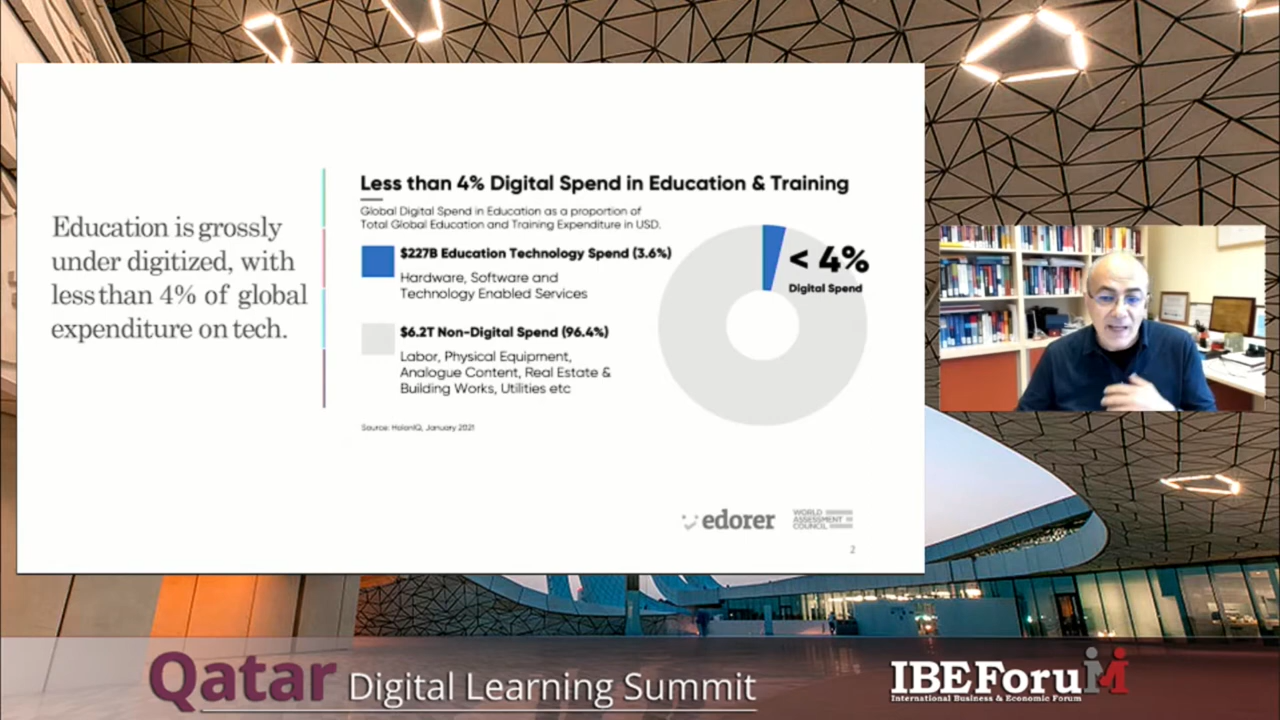 Education is grossly
under digitized, with
less than 4% of global
expenditure on tech.
Less than 4% Digital Spend in Education & Training
Global Digital Spend in Education as a proportion of
Total Global Education and Training Expenditure in USD.
$227B Education Technology Spend (3.6%)
Hardware, Software and
Technology Enabled Services
$6.2T Non-Digital Spend (96.4%)
Labor, Physical Equipment,
Analogue Content, Real Estate &
Building Works, Utilities etc
Source: HolonIQ, January 2021
< 4%
Digital Spend
edorer
WORLD
ASSESSMENT
COUNCIL
2
Qatar Digital Learning Summit
IBEForuM
International Business & Economic Forum